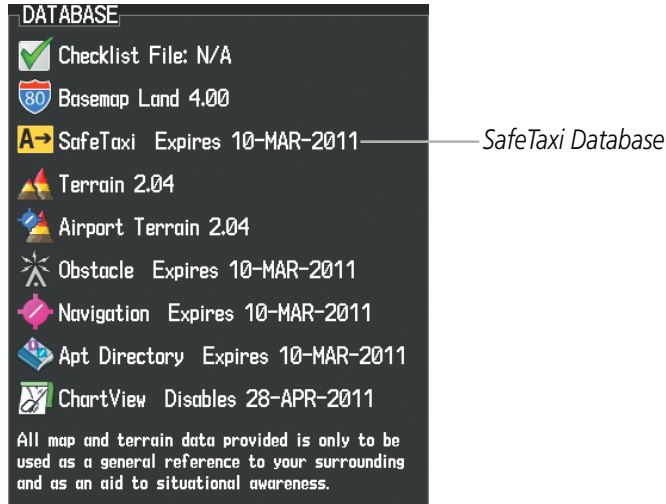 DATABASE
Checklist File: N/A
80 Basemap Land 4.00
A→ SafeTaxi Expires 10-MAR-2011 SafeTaxi Database
Terrain 2.04
Airport Terrain 2.04
Obstacle Expires 10-MAR-2011
Navigation Expires 10-MAR-2011
Apt Directory Expires 10-MAR-2011
ChartView Disables 28-APR-2011
All map and terrain data provided is only to be
used as a general reference to your surrounding
and as an aid to situational awareness.